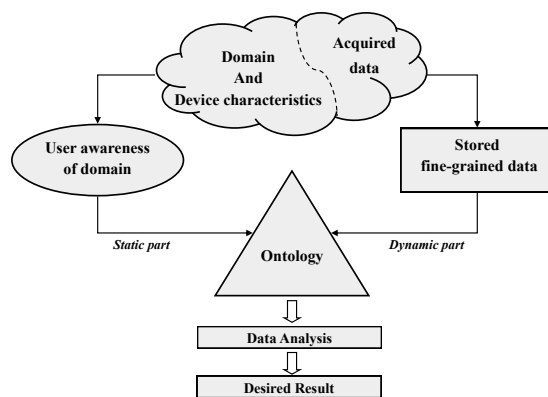 Domain
And
Device characteristics
Acquired
data
User awareness
of domain
Stored
fine-grained data
Static part
Dynamic part
Ontology
Data Analysis
Desired Result